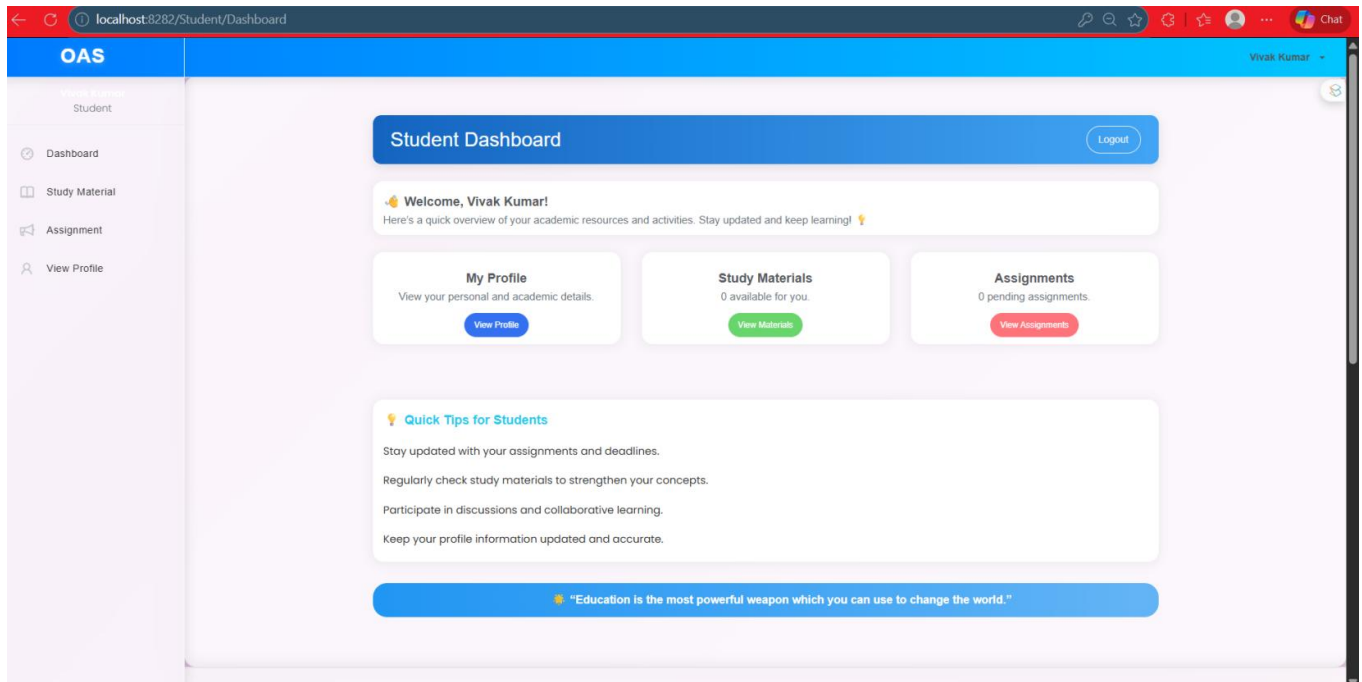 localhost:8282/Student/Dashboard
Chat
OAS
Vivak Kumar
Vivak Kumar
Student
Dashboard
Study Material
Assignment
View Profile
Student Dashboard
Logout
Welcome, Vivak Kumar!
Here's a quick overview of your academic resources and activities. Stay updated and keep learning!
My Profile
View your personal and academic details.
View Profile
Study Materials
0 available for you.
View Materials
Assignments
0 pending assignments.
View Assignments
Quick Tips for Students
Stay updated with your assignments and deadlines.
Regularly check study materials to strengthen your concepts.
Participate in discussions and collaborative learning.
Keep your profile information updated and accurate.
“Education is the most powerful weapon which you can use to change the world.”